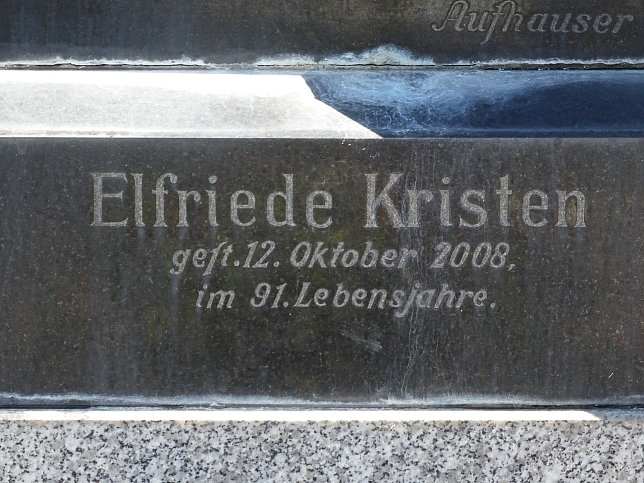 Aufhauser
Elfriede Kristen
gest. 12. Oktober 2008,
im 91. Lebensjahre.